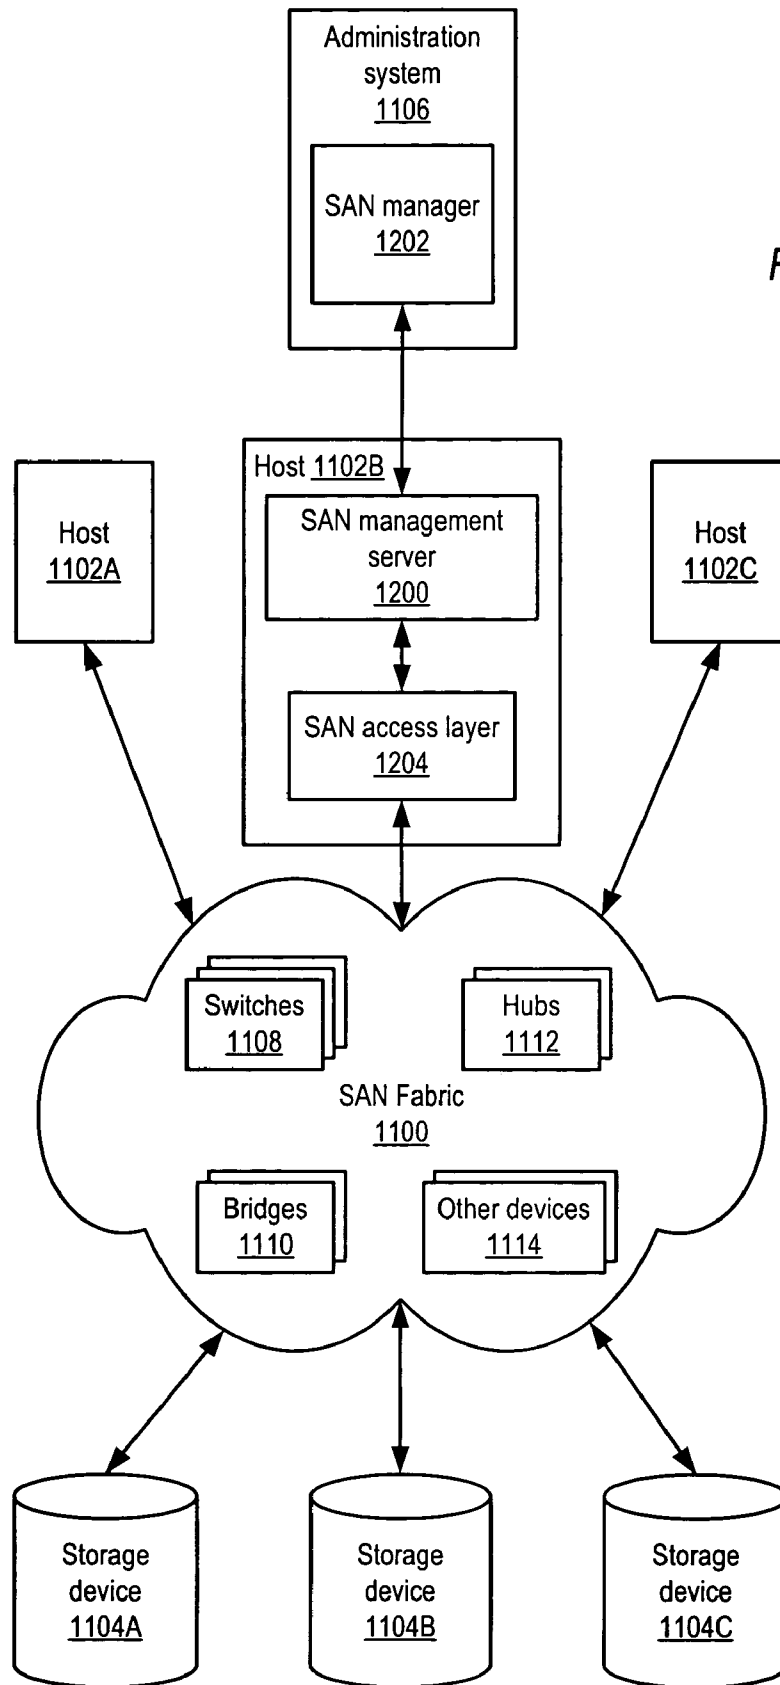 Administration
system
1106
SAN manager
1202
F
Host 1102B
SAN management
server
1200
Host
1102A
Host
1102C
SAN access layer
1204
Switches
1108
Hubs
1112
SAN Fabric
1100
Bridges
1110
Other devices
1114
Storage
device
1104A
Storage
device
1104B
Storage
device
1104C